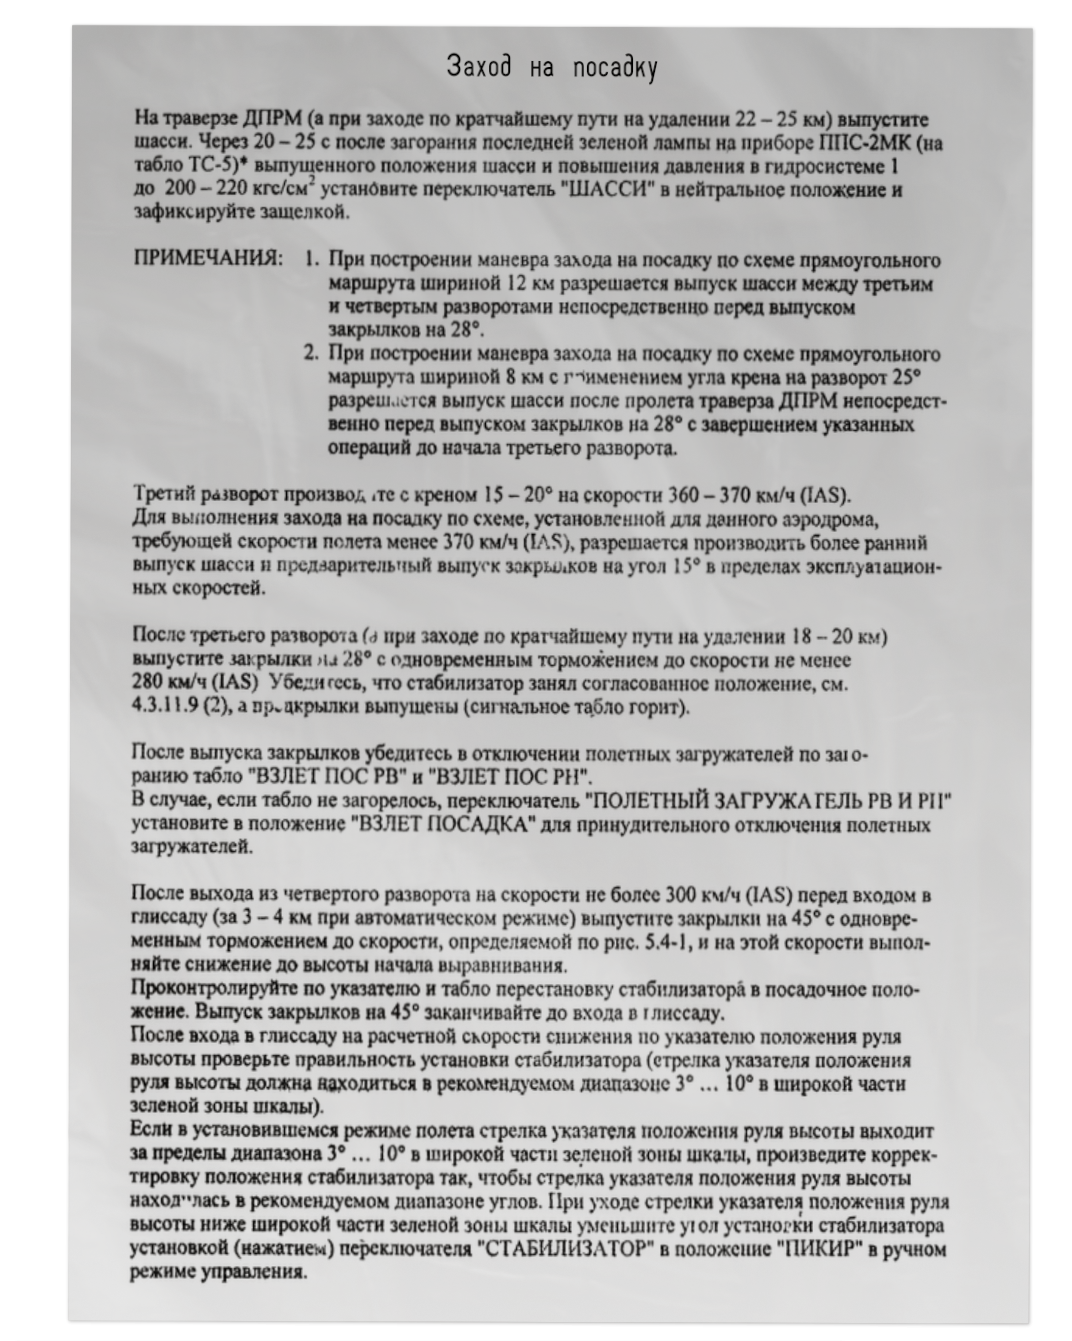 Заход на посадку
На траверзе ДПРМ (а при заходе по кратчайшему пути на удалении 22 – 25 км) выпустите
шасси. Через 20 – 25 с после загорания последней зеленой лампы на приборе ППС-2МК (на
табло ТС-5)* выпущенного положения шасси и повышения давления в гидросистеме 1
до 200 – 220 кгс/см² установите переключатель "ШАССИ" в нейтральное положение и
зафиксируйте защелкой.
ПРИМЕЧАНИЯ: 1. При построении маневра захода на посадку по схеме прямоугольного
маршрута шириной 12 км разрешается выпуск шасси между третьим
и четвертым разворотами непосредственно перед выпуском
закрылков на 28°.
2. При построении маневра захода на посадку по схеме прямоугольного
маршрута шириной 8 км с применением угла крена на разворот 25°
разрешается выпуск шасси после пролета траверза ДПРМ непосредст-
венно перед выпуском закрылков на 28° с завершением указанных
операций до начала третьего разворота.
Третий разворот производите с креном 15 – 20° на скорости 360 – 370 км/ч (IAS).
Для выполнения захода на посадку по схеме, установленной для данного аэродрома,
требующей скорости полета менее 370 км/ч (IAS), разрешается производить более ранний
выпуск шасси и предварительный выпуск закрылков на угол 15° в пределах эксплуатацион-
ных скоростей.
После третьего разворота (а при заходе по кратчайшему пути на удалении 18 – 20 км)
выпустите закрылки на 28° с одновременным торможением до скорости не менее
280 км/ч (IAS) Убедитесь, что стабилизатор занял согласованное положение, см.
4.3.11.9 (2), а предкрылки выпущены (сигнальное табло горит).
После выпуска закрылков убедитесь в отключении полетных загружателей по заго-
ранию табло "ВЗЛЕТ ПОС РВ" и "ВЗЛЕТ ПОС РН".
В случае, если табло не загорелось, переключатель "ПОЛЕТНЫЙ ЗАГРУЖАТЕЛЬ РВ И РН"
установите в положение "ВЗЛЕТ ПОСАДКА" для принудительного отключения полетных
загружателей.
После выхода из четвертого разворота на скорости не более 300 км/ч (IAS) перед входом в
глиссаду (за 3 – 4 км при автоматическом режиме) выпустите закрылки на 45° с одновре-
менным торможением до скорости, определяемой по рис. 5.4-1, и на этой скорости выпол-
няйте снижение до высоты начала выравнивания.
Проконтролируйте по указателю и табло перестановку стабилизатора в посадочное поло-
жение. Выпуск закрылков на 45° заканчивайте до входа в глиссаду.
После входа в глиссаду на расчетной скорости снижения по указателю положения руля
высоты проверьте правильность установки стабилизатора (стрелка указателя положения
руля высоты должна находиться в рекомендуемом диапазоне 3° ... 10° в широкой части
зеленой зоны шкалы).
Если в установившемся режиме полета стрелка указателя положения руля высоты выходит
за пределы диапазона 3° ... 10° в широкой части зеленой зоны шкалы, произведите коррек-
тировку положения стабилизатора так, чтобы стрелка указателя положения руля высоты
находилась в рекомендуемом диапазоне углов. При уходе стрелки указателя положения руля
высоты ниже широкой части зеленой зоны шкалы уменьшите угол установки стабилизатора
установкой (нажатием) переключателя "СТАБИЛИЗАТОР" в положение "ПИКИР" в ручном
режиме управления.